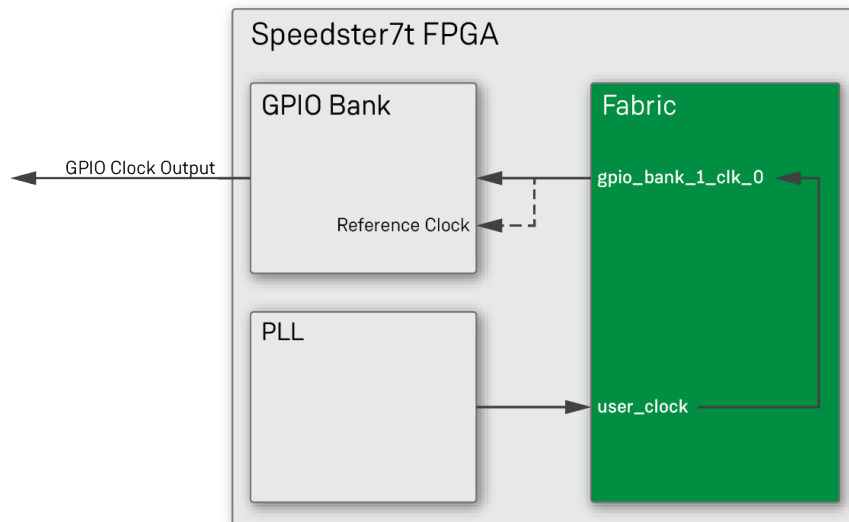 Speedster7t FPGA
GPIO Bank
Fabric
GPIO Clock Output
gpio_bank_1_clk_0
Reference Clock
PLL
user_clock